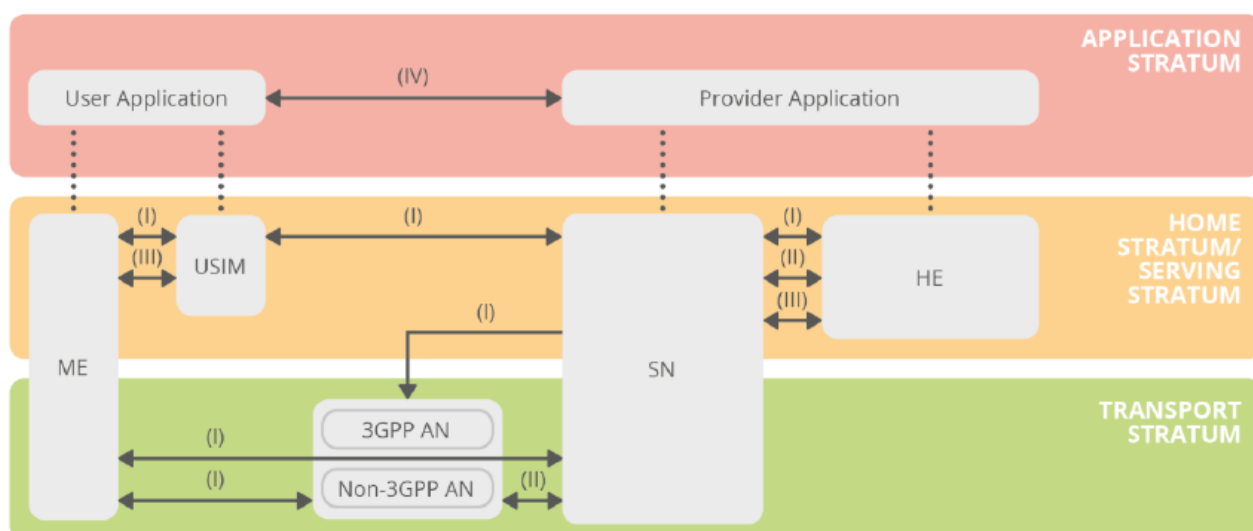 APPLICATION
STRATUM
User Application
(IV)
Provider Application
HOME
STRATUM/
SERVING
STRATUM
ME
(I)
(III)
USIM
(I)
SN
(I)
(II)
(III)
HE
(I)
TRANSPORT
STRATUM
3GPP AN
(I)
(I)
Non-3GPP AN
(II)